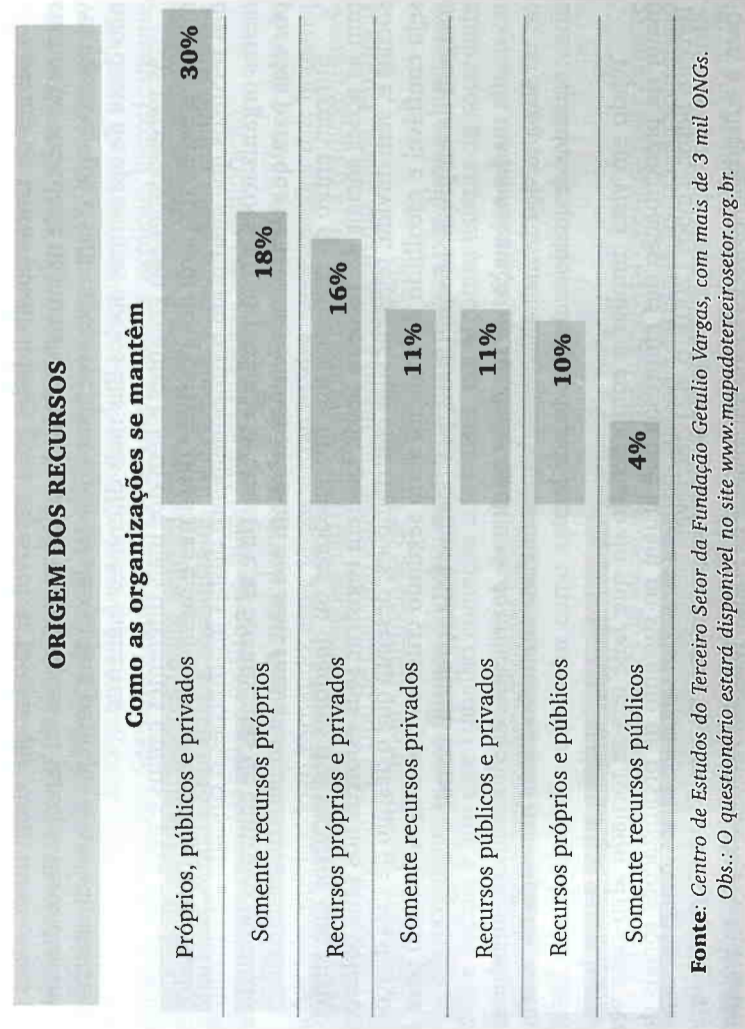 ORIGEM DOS RECURSOS
Como as organizações se mantêm
Próprios, públicos e privados 30%
Somente recursos próprios 18%
Recursos próprios e privados 16%
Somente recursos privados 11%
Recursos públicos e privados 11%
Recursos próprios e públicos 10%
Somente recursos públicos 4%
Fonte: Centro de Estudos do Terceiro Setor da Fundação Getulio Vargas, com mais de 3 mil ONGs.
Obs.: O questionário estará disponível no site www.mapadoterceirosetor.org.br.